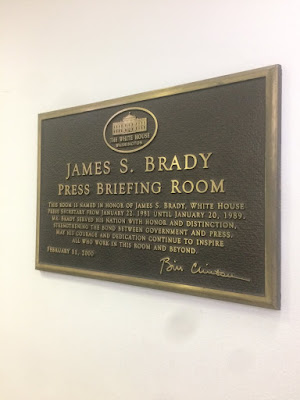 THE WHITE HOUSE
WASHINGTON
JAMES S. BRADY
PRESS BRIEFING ROOM
THIS ROOM IS NAMED IN HONOR OF JAMES S. BRADY, WHITE HOUSE
PRESS SECRETARY FROM JANUARY 22, 1981 UNTIL JANUARY 20, 1989.
MR. BRADY SERVED HIS NATION WITH HONOR AND DISTINCTION,
STRENGTHENING THE BOND BETWEEN GOVERNMENT AND PRESS.
MAY HIS COURAGE AND DEDICATION CONTINUE TO INSPIRE
ALL WHO WORK IN THIS ROOM AND BEYOND.
FEBRUARY 11, 2000
Bill Clinton